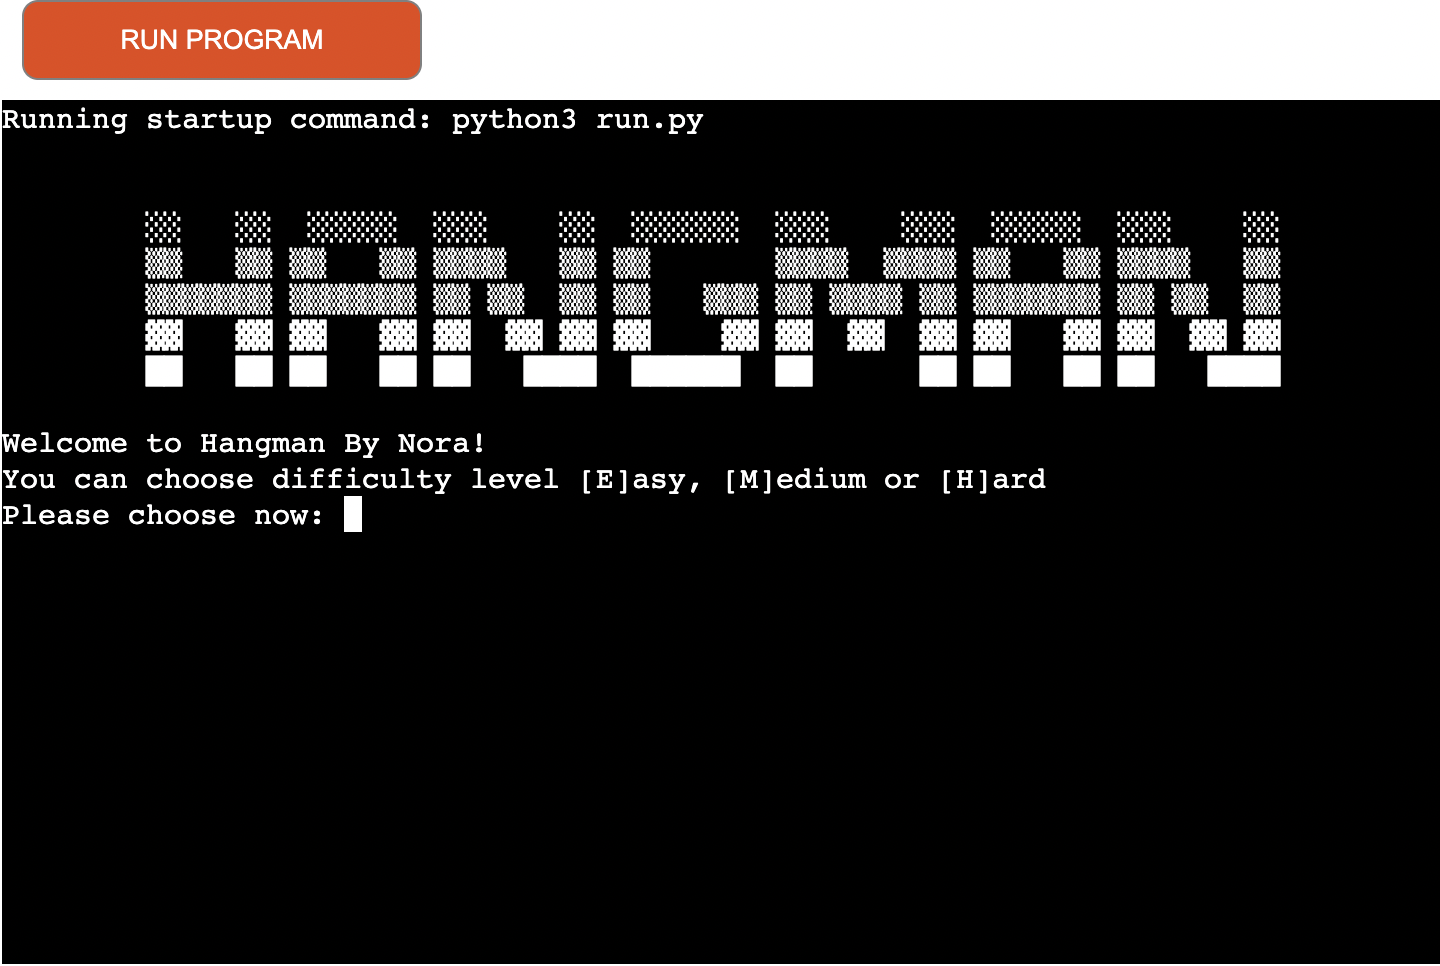 RUN PROGRAM
Running startup command: python3 run.py
HANGMAN
Welcome to Hangman By Nora!
You can choose difficulty level [E]asy, [M]edium or [H]ard
Please choose now: